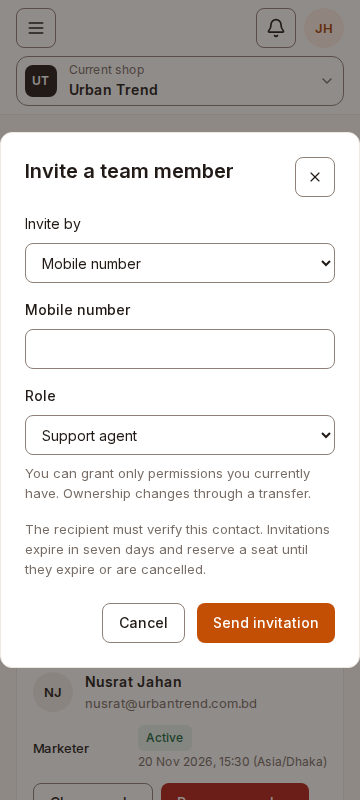 JH
UT
Current shop
Urban Trend
Invite a team member
Invite by
Mobile number
Mobile number
Role
Support agent
You can grant only permissions you currently
have. Ownership changes through a transfer.
The recipient must verify this contact. Invitations
expire in seven days and reserve a seat until
they expire or are cancelled.
Cancel
Send invitation
NJ
Nusrat Jahan
nusrat@urbantrend.com.bd
Marketer
Active
20 Nov 2026, 15:30 (Asia/Dhaka)